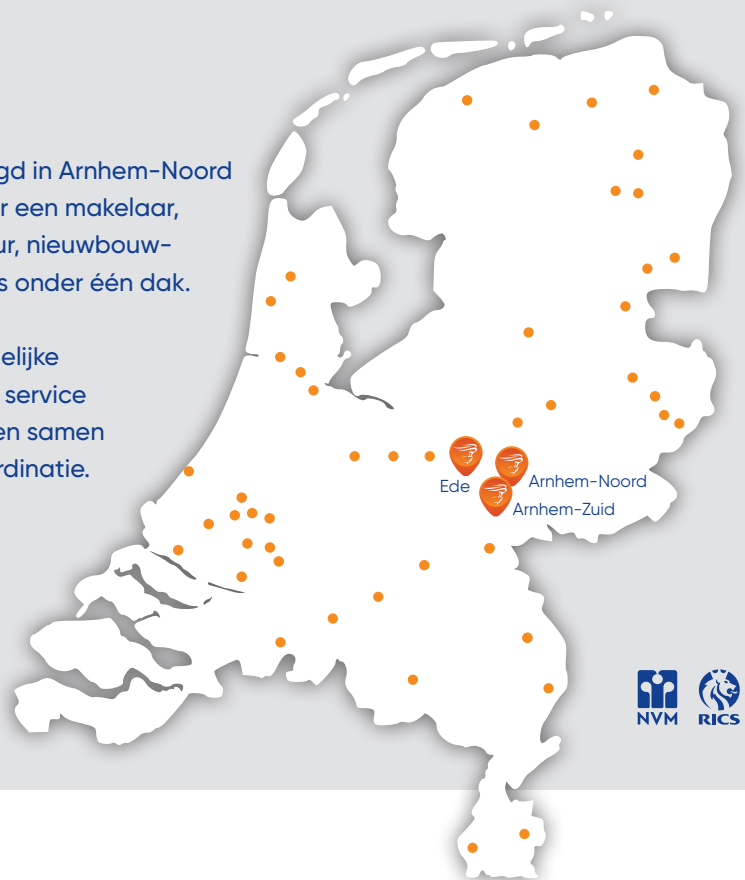 gd in Arnhem-Noord
r een makelaar,
ur, nieuwbouw-
s onder één dak.
elijke
service
en samen
rdinatie.
Ede
Arnhem-Noord
Arnhem-Zuid
NVM
RICS